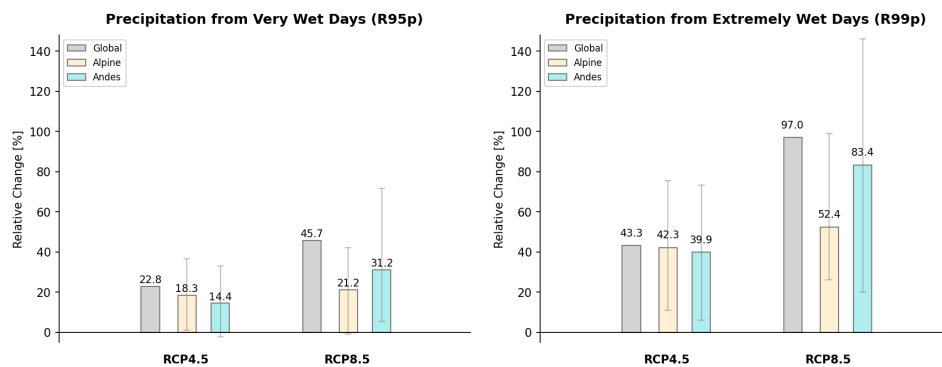 Precipitation from Very Wet Days (R95p)
Relative Change [%]
140
120
100
80
60
40
20
0
Global
Alpine
Andes
22.8
18.3
14.4
45.7
21.2
31.2
RCP4.5
RCP8.5
Precipitation from Extremely Wet Days (R99p)
Relative Change [%]
140
120
100
80
60
40
20
0
Global
Alpine
Andes
43.3
42.3
39.9
97.0
52.4
83.4
RCP4.5
RCP8.5